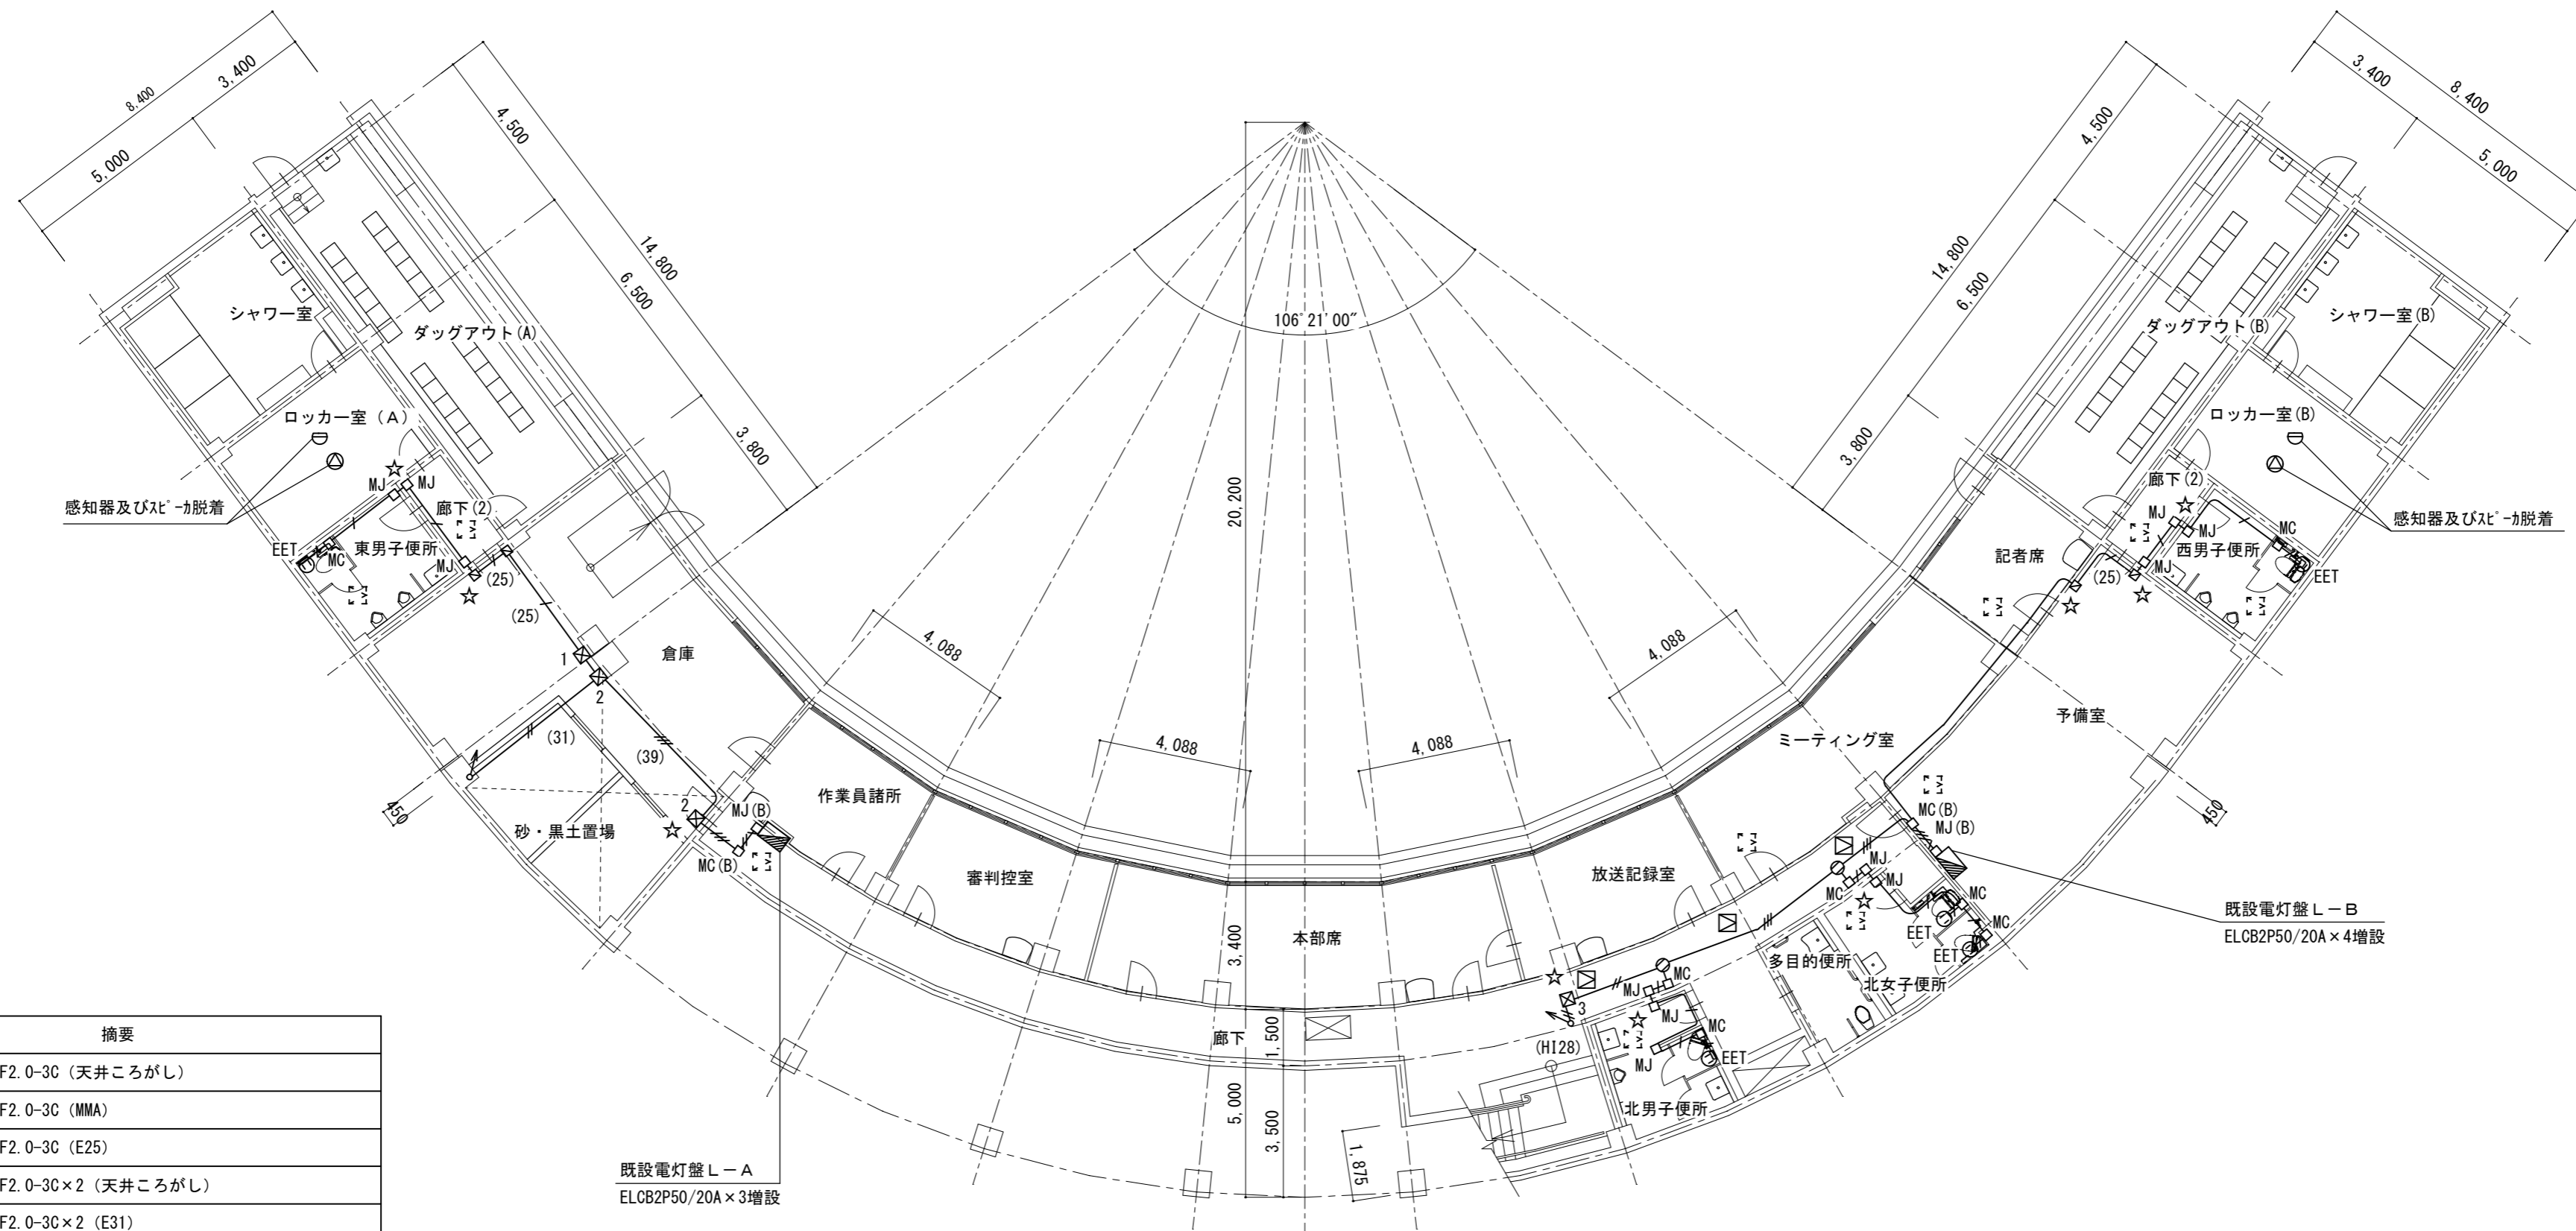 8,400
3,400
5,000
4,500
14,800
6,500
3,800
106°21'00"
20,200
14,800
4,500
6,500
3,800
3,400
8,400
5,000
シャワー室
ダッグアウト(A)
ロッカー室（A）
感知器及びｽﾋﾟｰｶ脱着
MJ
MJ
廊下(2)
EET
MC
東男子便所
MJ
(25)
(25)
1
2
倉庫
(31)
(39)
450
砂・黒土置場
2
MJ(B)
MC(B)
作業員諸所
審判控室
本部席
放送記録室
ミーティング室
4,088
4,088
4,088
4,088
ダッグアウト(B)
シャワー室(B)
ロッカー室(B)
感知器及びｽﾋﾟｰｶ脱着
廊下(2)
MJ
MJ
MC
西男子便所
MJ
EET
(25)
記者席
予備室
450
MC(B)
MJ(B)
MJ
MC
MJ
MC
MC
EET
EET
既設電灯盤Ｌ－Ｂ
ELCB2P50/20A×4増設
多目的便所
北女子便所
MC
MJ
MJ
MC
3
(HI28)
MJ
EET
北男子便所
廊下
3,400
1,500
5,000
3,500
1,875
既設電灯盤Ｌ－Ａ
ELCB2P50/20A×3増設
摘要
F2.0-3C（天井ころがし）
F2.0-3C（MMA）
F2.0-3C（E25）
F2.0-3C×2（天井ころがし）
F2.0-3C×2（E31）